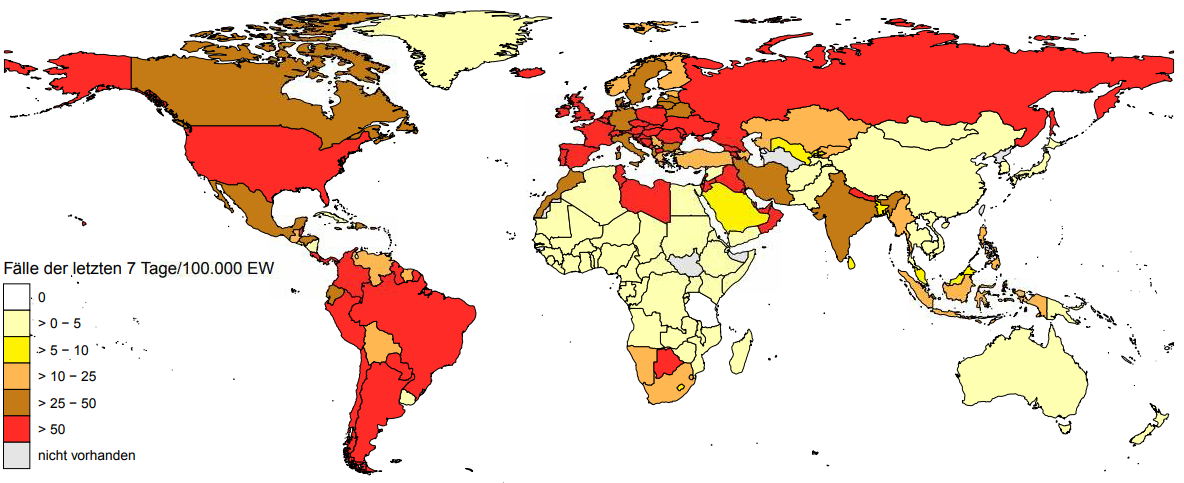 Fälle der letzten 7 Tage/100.000 EW
0
> 0 − 5
> 5 − 10
> 10 − 25
> 25 − 50
> 50
nicht vorhanden